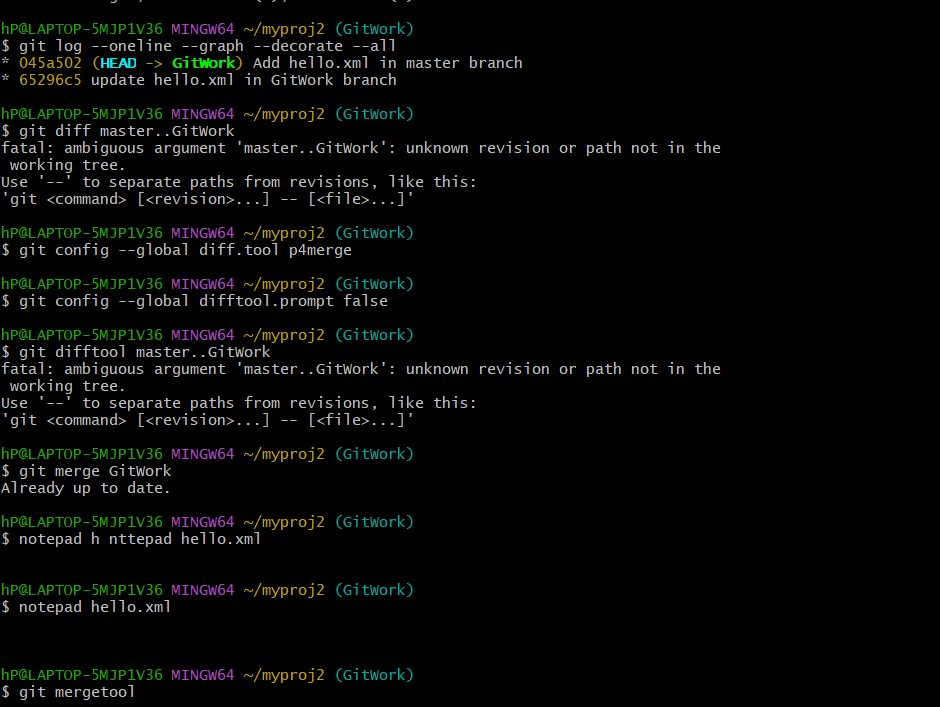 hP@LAPTOP-5MJP1V36 MINGW64 ~/myproj2 (GitWork)
$ git log --oneline --graph --decorate --all
* 045a502 (HEAD -> GitWork) Add hello.xml in master branch
* 65296c5 update hello.xml in GitWork branch
hP@LAPTOP-5MJP1V36 MINGW64 ~/myproj2 (GitWork)
$ git diff master..GitWork
fatal: ambiguous argument 'master..GitWork': unknown revision or path not in the
 working tree.
Use '--' to separate paths from revisions, like this:
'git <command> [<revision>...] -- [<file>...]'
hP@LAPTOP-5MJP1V36 MINGW64 ~/myproj2 (GitWork)
$ git config --global diff.tool p4merge
hP@LAPTOP-5MJP1V36 MINGW64 ~/myproj2 (GitWork)
$ git config --global difftool.prompt false
hP@LAPTOP-5MJP1V36 MINGW64 ~/myproj2 (GitWork)
$ git difftool master..GitWork
fatal: ambiguous argument 'master..GitWork': unknown revision or path not in the
 working tree.
Use '--' to separate paths from revisions, like this:
'git <command> [<revision>...] -- [<file>...]'
hP@LAPTOP-5MJP1V36 MINGW64 ~/myproj2 (GitWork)
$ git merge GitWork
Already up to date.
hP@LAPTOP-5MJP1V36 MINGW64 ~/myproj2 (GitWork)
$ notepad h nttepad hello.xml
hP@LAPTOP-5MJP1V36 MINGW64 ~/myproj2 (GitWork)
$ notepad hello.xml
hP@LAPTOP-5MJP1V36 MINGW64 ~/myproj2 (GitWork)
$ git mergetool